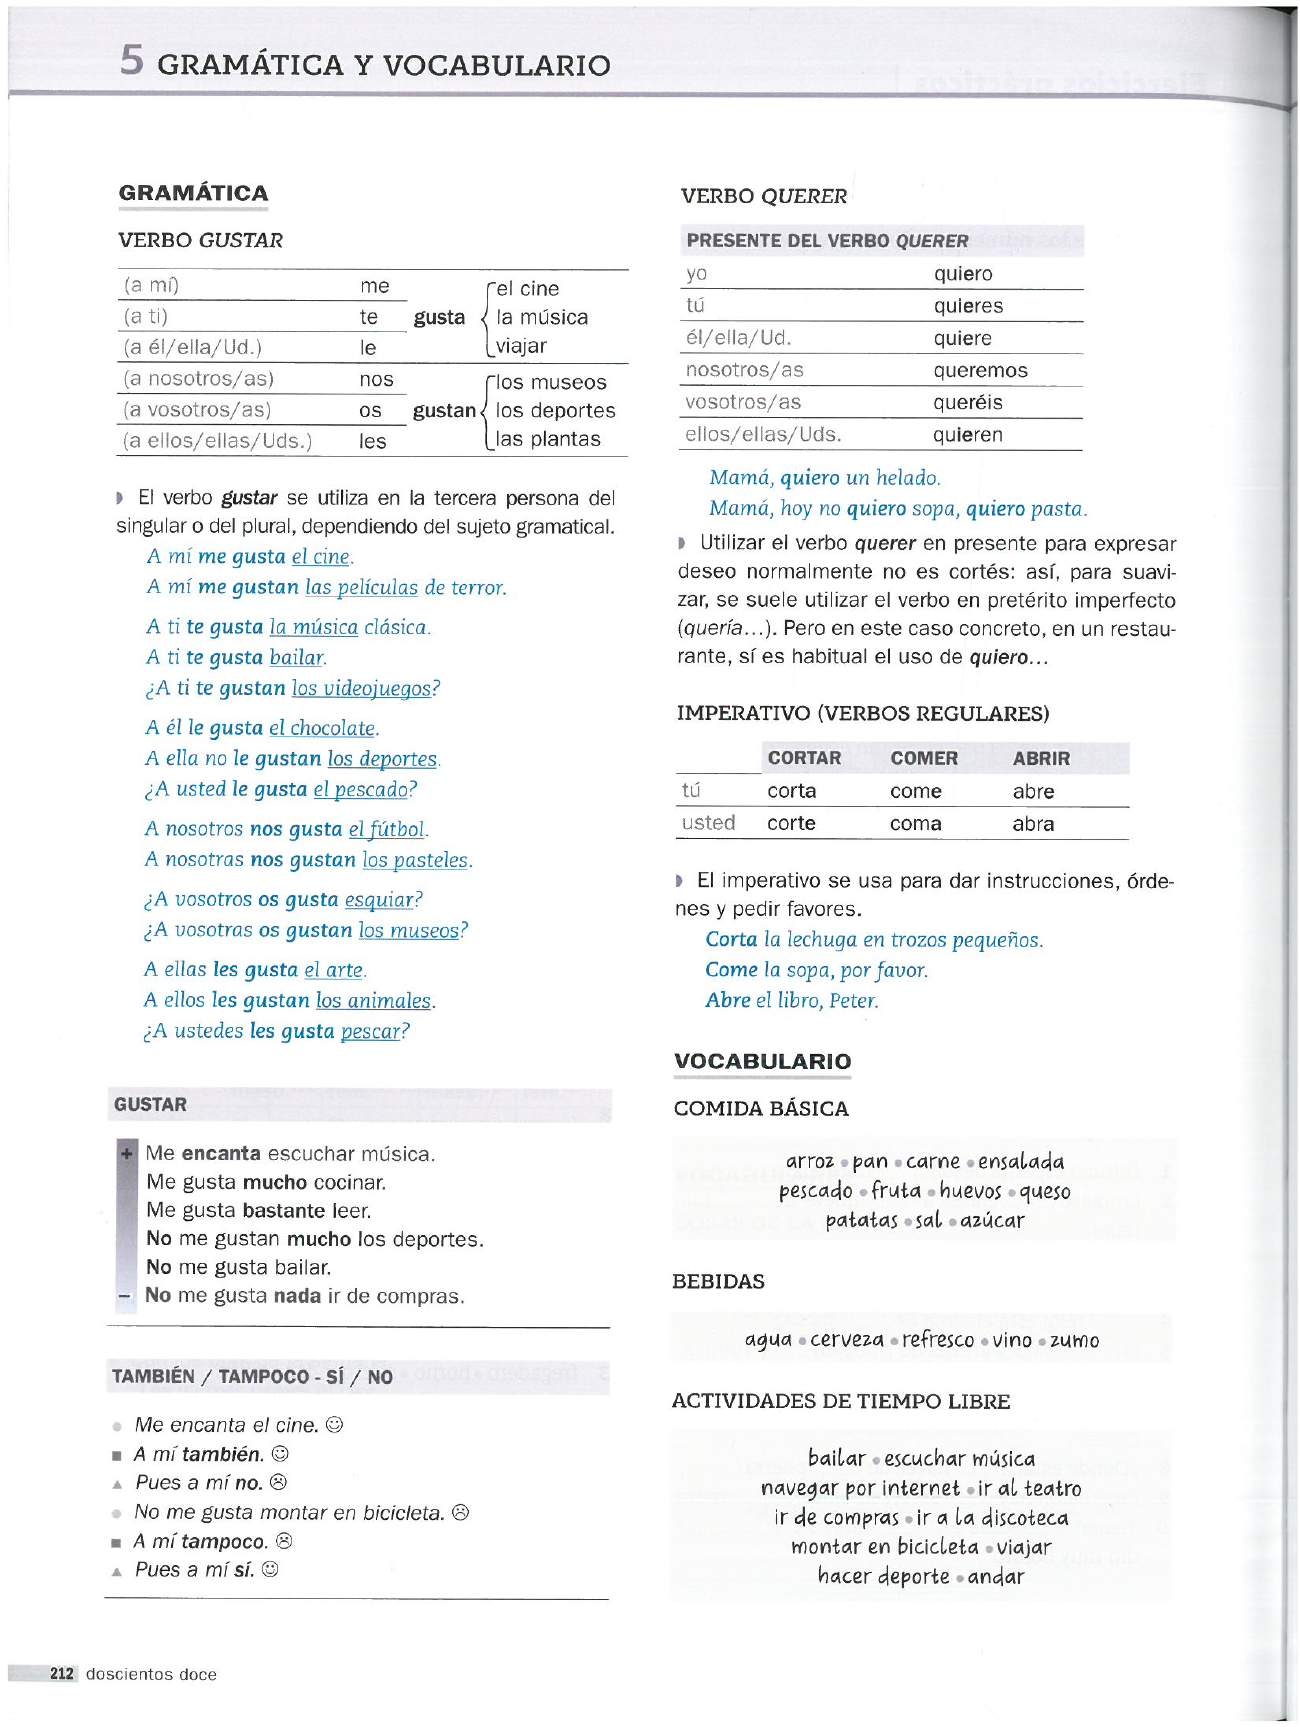 5 GRAMÁTICA Y VOCABULARIO
GRAMÁTICA
VERBO GUSTAR
(a mí) me el cine
(a ti) te gusta la música
(a él/ella/Ud.) le viajar
(a nosotros/as) nos los museos
(a vosotros/as) os gustan los deportes
(a ellos/ellas/Uds.) les las plantas
El verbo gustar se utiliza en la tercera persona del
singular o del plural, dependiendo del sujeto gramatical.
A mí me gusta el cine.
A mí me gustan las películas de terror.
A ti te gusta la música clásica.
A ti te gusta bailar.
¿A ti te gustan los videojuegos?
A él le gusta el chocolate.
A ella no le gustan los deportes.
¿A usted le gusta el pescado?
A nosotros nos gusta el fútbol.
A nosotras nos gustan los pasteles.
¿A vosotros os gusta esquiar?
¿A vosotras os gustan los museos?
A ellas les gusta el arte.
A ellos les gustan los animales.
¿A ustedes les gusta pescar?
GUSTAR
+ Me encanta escuchar música.
Me gusta mucho cocinar.
Me gusta bastante leer.
No me gustan mucho los deportes.
No me gusta bailar.
– No me gusta nada ir de compras.
TAMBIÉN / TAMPOCO - SÍ / NO
Me encanta el cine. ☺
A mí también. ☺
Pues a mí no. ☹
No me gusta montar en bicicleta. ☹
A mí tampoco. ☹
Pues a mí sí. ☺
VERBO QUERER
PRESENTE DEL VERBO QUERER
yo quiero
tú quieres
él/ella/Ud. quiere
nosotros/as queremos
vosotros/as queréis
ellos/ellas/Uds. quieren
Mamá, quiero un helado.
Mamá, hoy no quiero sopa, quiero pasta.
Utilizar el verbo querer en presente para expresar
deseo normalmente no es cortés: así, para suavi-
zar, se suele utilizar el verbo en pretérito imperfecto
(quería...). Pero en este caso concreto, en un restau-
rante, sí es habitual el uso de quiero...
IMPERATIVO (VERBOS REGULARES)
CORTAR COMER ABRIR
tú corta come abre
usted corte coma abra
El imperativo se usa para dar instrucciones, órde-
nes y pedir favores.
Corta la lechuga en trozos pequeños.
Come la sopa, por favor.
Abre el libro, Peter.
VOCABULARIO
COMIDA BÁSICA
arroz • pan • carne • ensalada
pescado • fruta • huevos • queso
patatas • sal • azúcar
BEBIDAS
agua • cerveza • refresco • vino • zumo
ACTIVIDADES DE TIEMPO LIBRE
bailar • escuchar música
navegar por internet • ir al teatro
ir de compras • ir a la discoteca
montar en bicicleta • viajar
hacer deporte • andar
212 doscientos doce